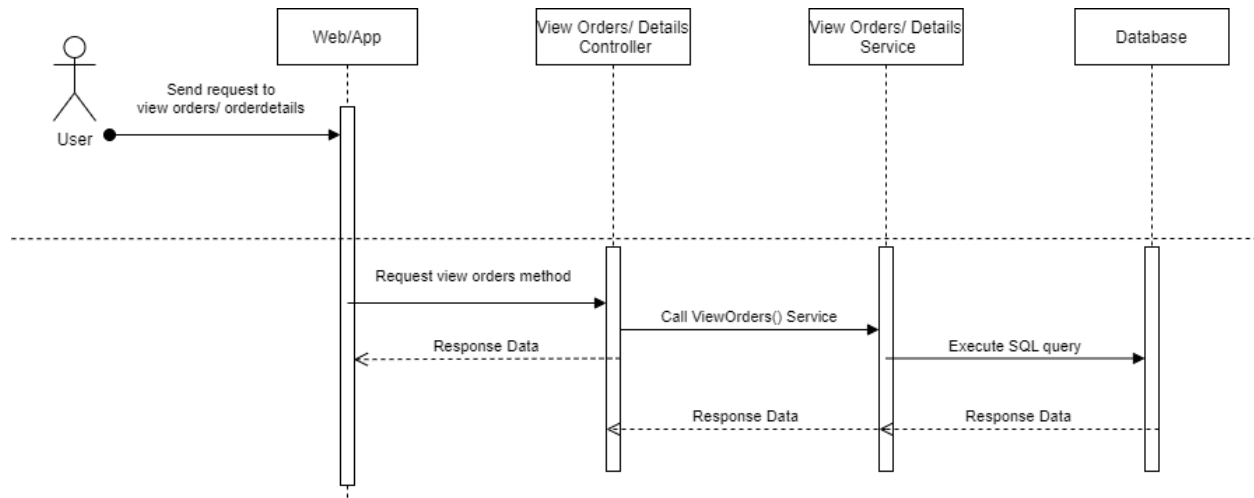 Web/App
View Orders/ Details
Controller
View Orders/ Details
Service
Database
Send request to
view orders/ orderdetails
User
Request view orders method
Call ViewOrders() Service
Response Data
Execute SQL query
Response Data
Response Data